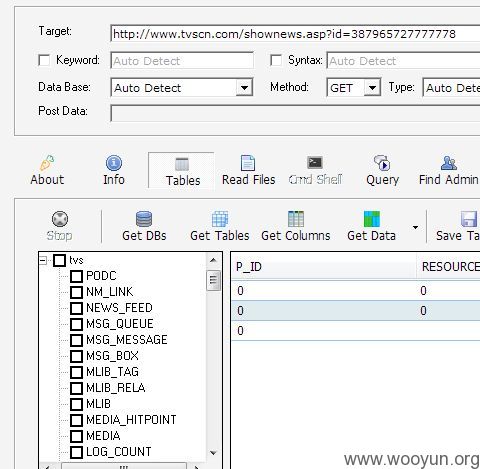 Target: http://www.tvscn.com/shownews.asp?id=387965727777778
Keyword: Auto Detect Syntax: Auto Detect
Data Base: Auto Detect Method: GET Type: Auto Dete
Post Data:
About Info Tables Read Files Cmd Shell Query Find Admin
Stop Get DBs Get Tables Get Columns Get Data Save Ta
tvs
PODC
NM_LINK
NEWS_FEED
MSG_QUEUE
MSG_MESSAGE
MSG_BOX
MLIB_TAG
MLIB_RELA
MLIB
MEDIA_HITPOINT
MEDIA
LOG_COUNT
P_ID RESOURCE
0 0
0 0
0
www.wooyun.org